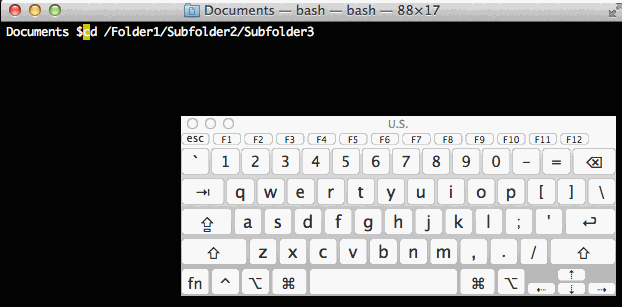 Documents — bash — bash — 88×17
Documents $cd /Folder1/Subfolder2/Subfolder3
U.S.
esc F1 F2 F3 F4 F5 F6 F7 F8 F9 F10 F11 F12
` 1 2 3 4 5 6 7 8 9 0 - = ⌫
⇥ q w e r t y u i o p [ ] \
⇪ a s d f g h j k l ; ' ↩
⇧ z x c v b n m , . / ⇧
fn ^ ⌥ ⌘ ⌘ ⌥ ⇠ ⇡ ⇣ ⇢